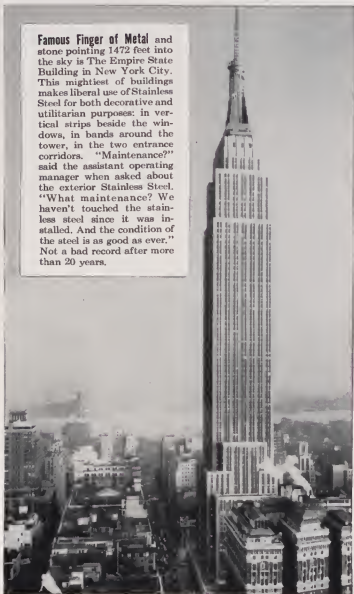 Famous Finger of Metal and
stone pointing 1472 feet into
the sky is The Empire State
Building in New York City.
This mightiest of buildings
makes liberal use of Stainless
Steel for both decorative and
utilitarian purposes: in ver-
tical strips beside the win-
dows, in bands around the
tower, in the two entrance
corridors. "Maintenance?"
said the assistant operating
manager when asked about
the exterior Stainless Steel.
"What maintenance? We
haven't touched the stain-
less steel since it was in-
stalled. And the condition of
the steel is as good as ever."
Not a bad record after more
than 20 years.